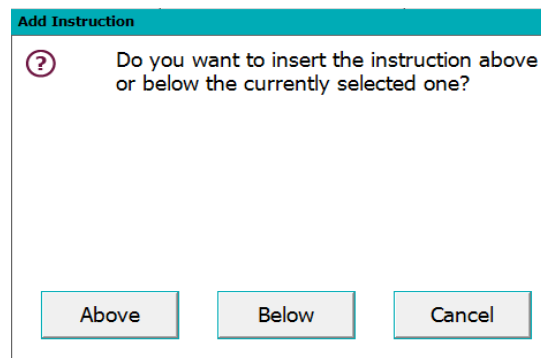 Add Instruction
Do you want to insert the instruction above
or below the currently selected one?
Above
Below
Cancel